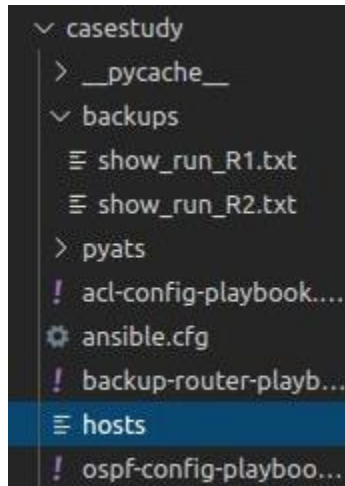 casestudy
__pycache__
backups
show_run_R1.txt
show_run_R2.txt
pyats
acl-config-playbook....
ansible.cfg
backup-router-playb...
hosts
ospf-config-playboo...